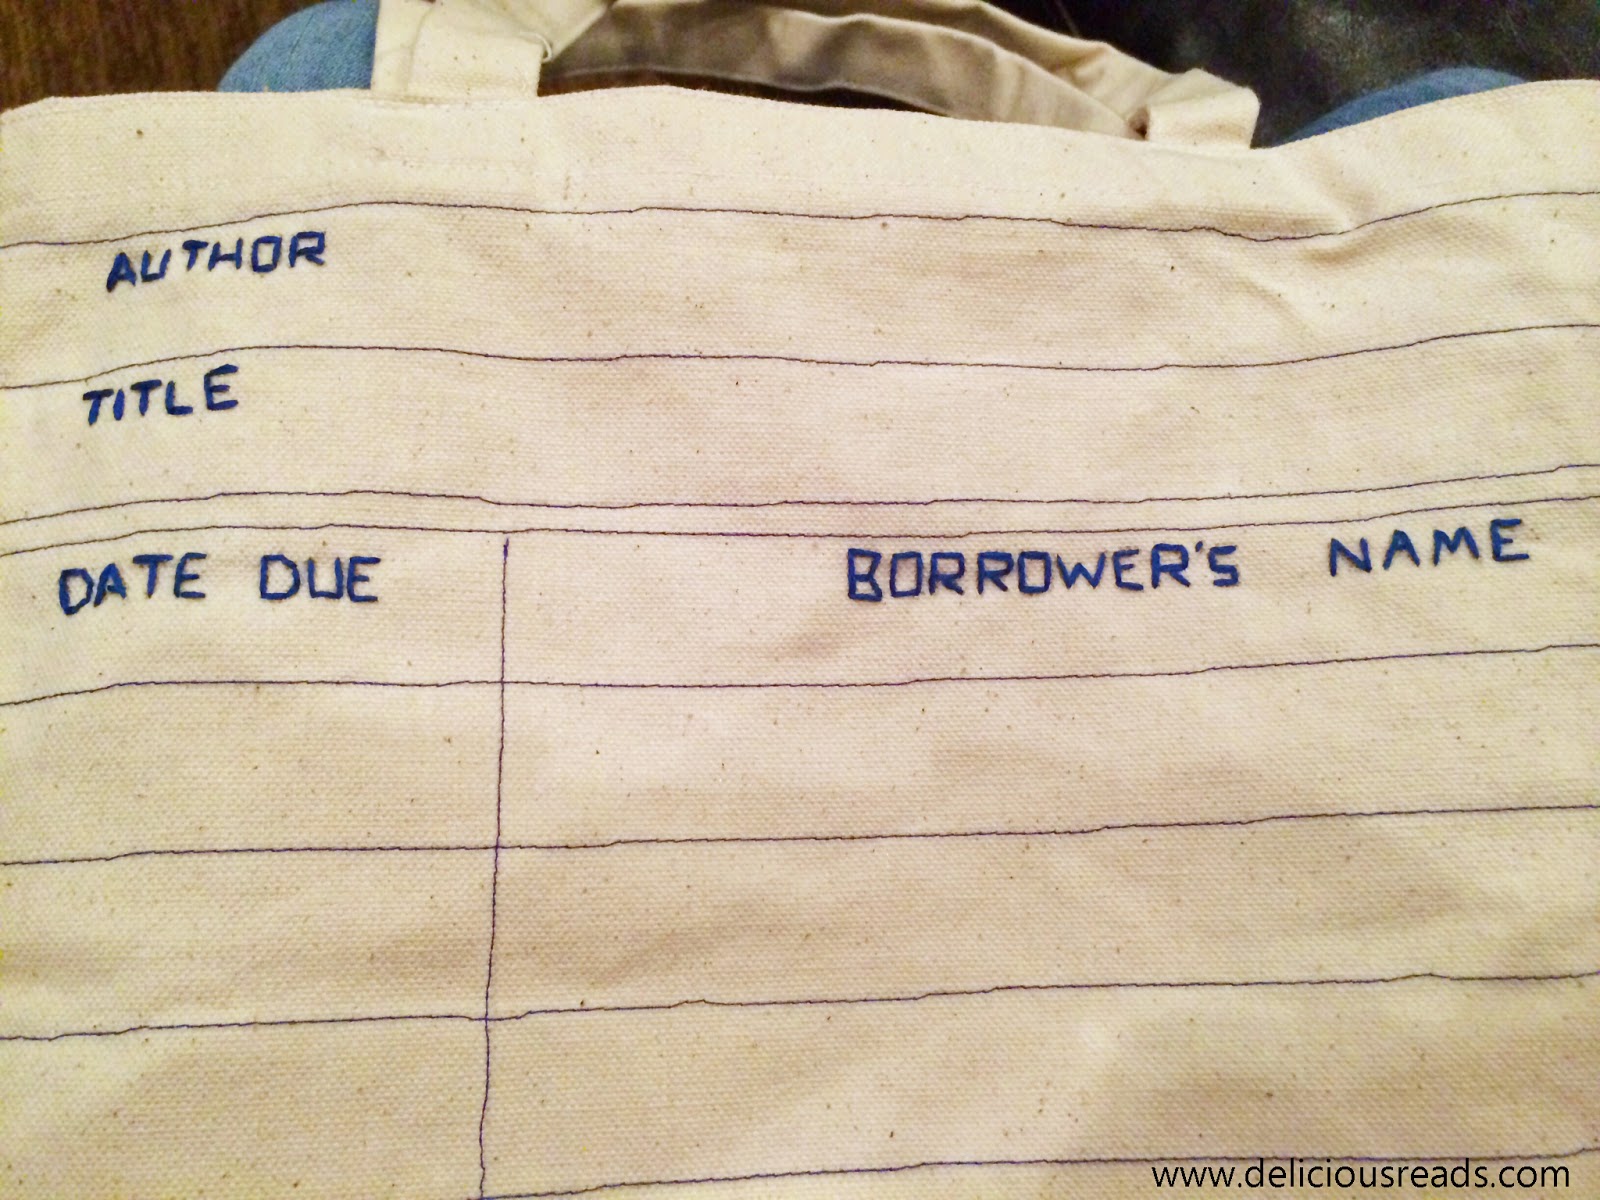 AUTHOR
TITLE
DATE DUE
BORROWER'S NAME
www.deliciousreads.com